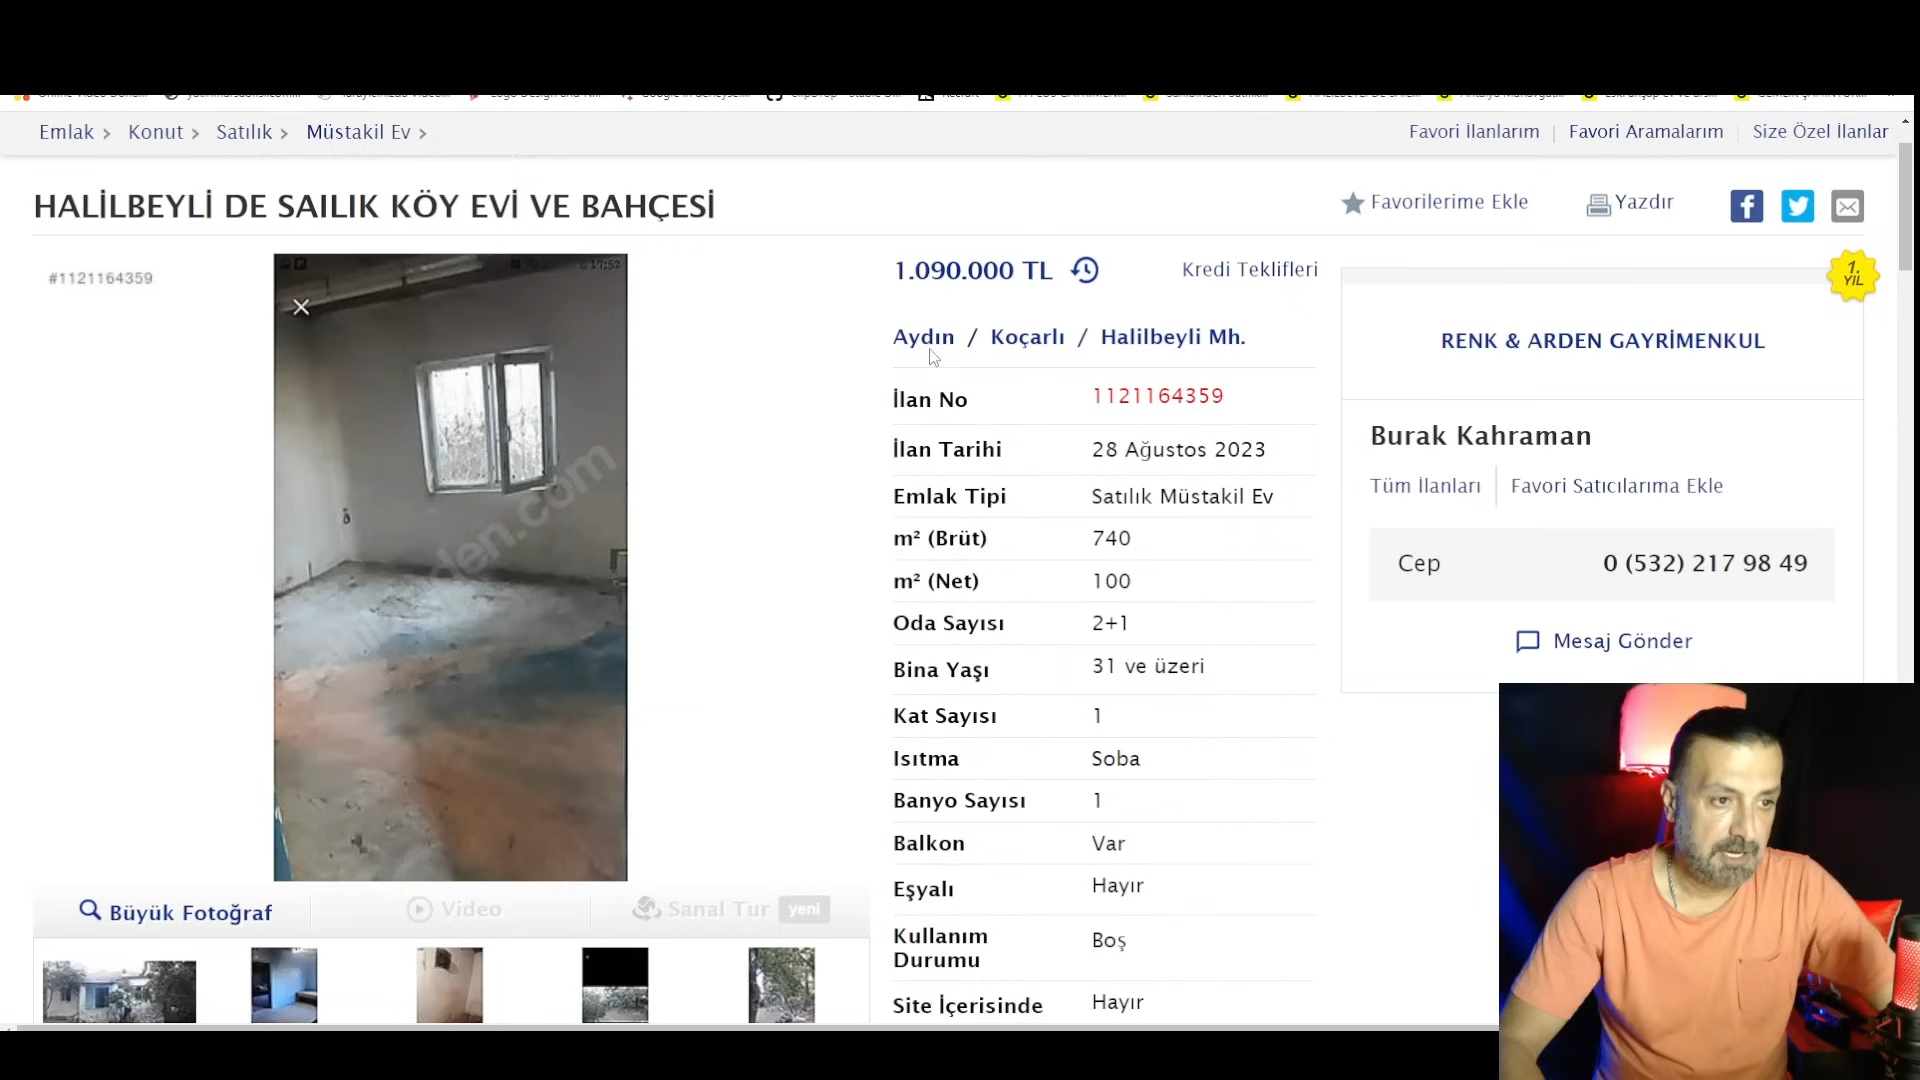 Emlak > Konut > Satılık > Müstakil Ev >
Favori İlanlarım | Favori Aramalarım | Size Özel İlanlar
HALİLBEYLİ DE SAILIK KÖY EVİ VE BAHÇESİ
Favorilerime Ekle
Yazdır
#1121164359
17:52
1.090.000 TL
Kredi Teklifleri
Aydın / Koçarlı / Halilbeyli Mh.
İlan No 1121164359
İlan Tarihi 28 Ağustos 2023
Emlak Tipi Satılık Müstakil Ev
m² (Brüt) 740
m² (Net) 100
Oda Sayısı 2+1
Bina Yaşı 31 ve üzeri
Kat Sayısı 1
Isıtma Soba
Banyo Sayısı 1
Balkon Var
Eşyalı Hayır
Kullanım Durumu Boş
Site İçerisinde Hayır
1. YIL
RENK & ARDEN GAYRİMENKUL
Burak Kahraman
Tüm İlanları | Favori Satıcılarıma Ekle
Cep 0 (532) 217 98 49
Mesaj Gönder
Büyük Fotoğraf
Video
Sanal Tur yeni